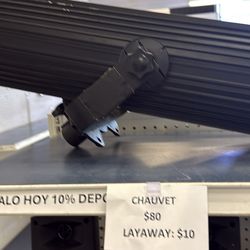 ALO HOY 10% DEPO
CHAUVET
$80
LAYAWAY: $10